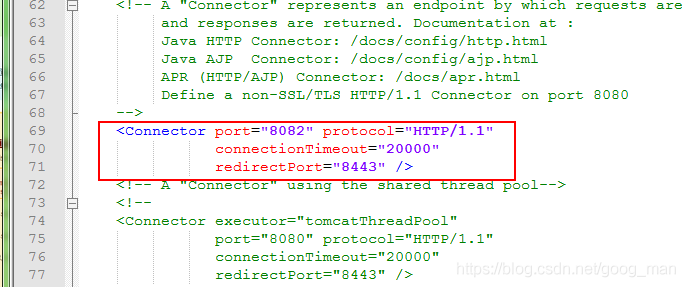 62 <!-- A "Connector" represents an endpoint by which requests are
63 and responses are returned. Documentation at :
64 Java HTTP Connector: /docs/config/http.html
65 Java AJP  Connector: /docs/config/ajp.html
66 APR (HTTP/AJP) Connector: /docs/apr.html
67 Define a non-SSL/TLS HTTP/1.1 Connector on port 8080
68 -->
69 <Connector port="8082" protocol="HTTP/1.1"
70 connectionTimeout="20000"
71 redirectPort="8443" />
72 <!-- A "Connector" using the shared thread pool-->
73 <!--
74 <Connector executor="tomcatThreadPool"
75 port="8080" protocol="HTTP/1.1"
76 connectionTimeout="20000"
77 redirectPort="8443" />
https://blog.csdn.net/goog_man